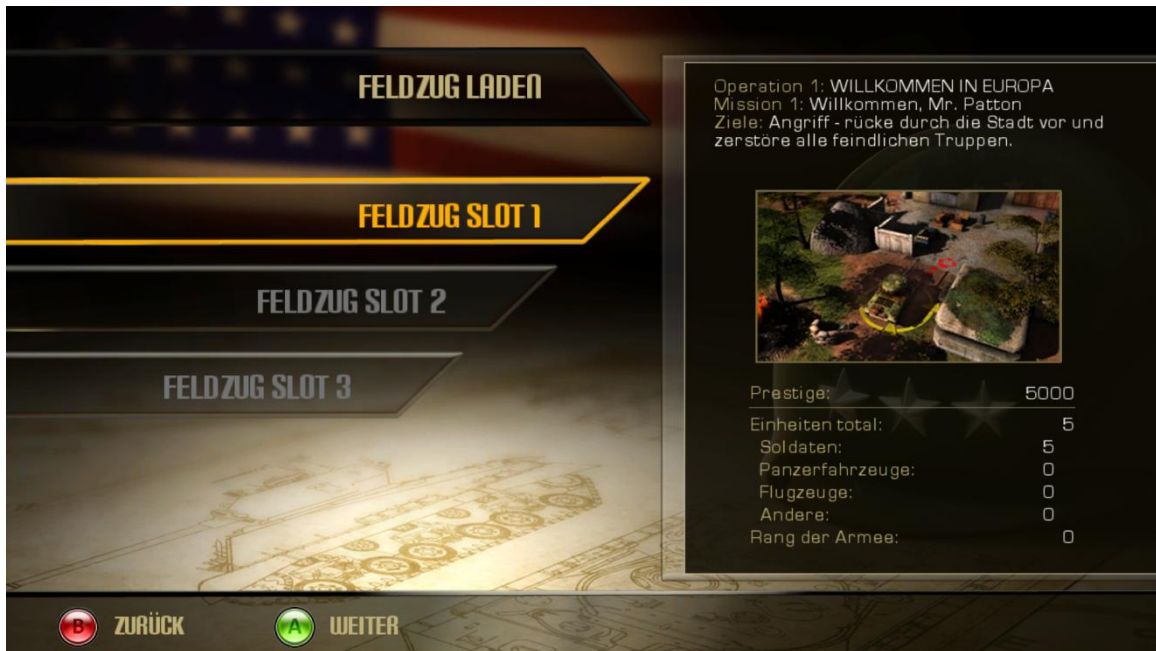 FELDZUG LADEN
FELDZUG SLOT 1
FELDZUG SLOT 2
FELDZUG SLOT 3
Operation 1: WILLKOMMEN IN EUROPA
Mission 1: Willkommen, Mr. Patton
Ziele: Angriff - rücke durch die Stadt vor und
zerstöre alle feindlichen Truppen.
Prestige: 5000
Einheiten total: 5
Soldaten: 5
Panzerfahrzeuge: 0
Flugzeuge: 0
Andere: 0
Rang der Armee: 0
B ZURÜCK A WEITER